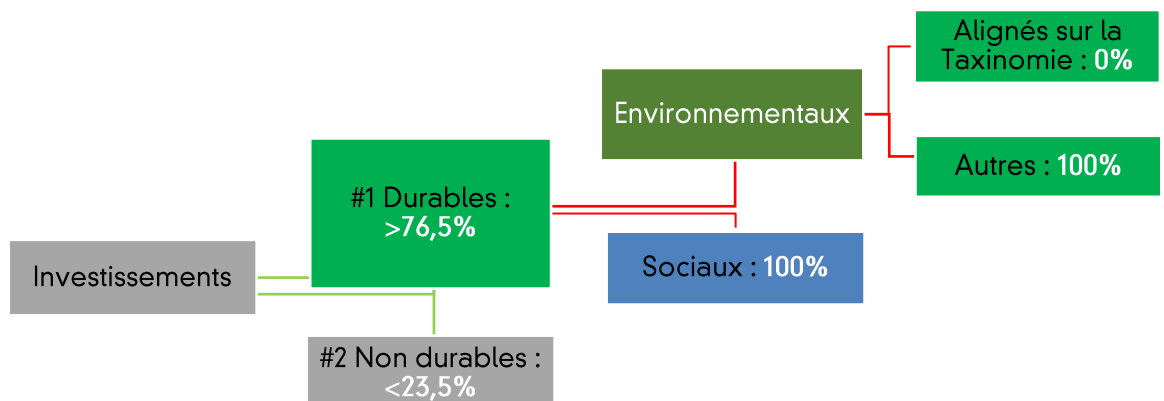 Alignés sur la
Taxinomie : 0%
Environnementaux
Autres : 100%
#1 Durables :
>76,5%
Sociaux : 100%
Investissements
#2 Non durables :
<23,5%